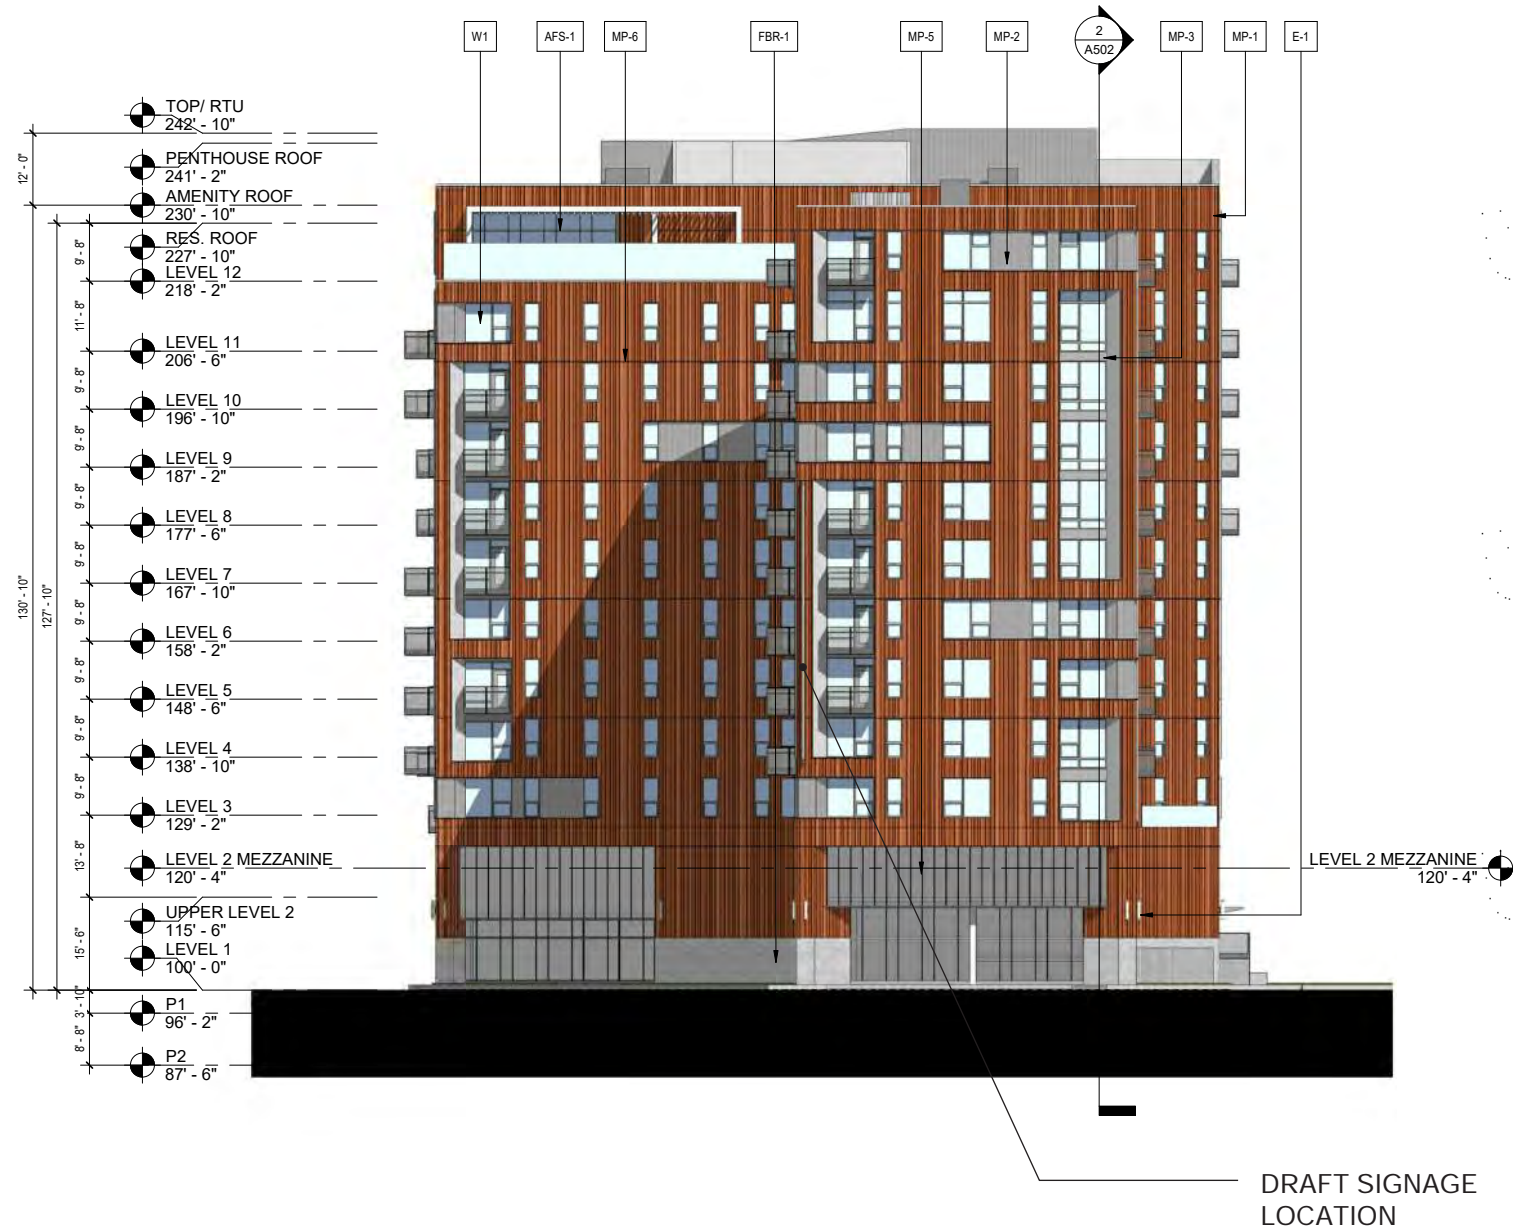 W1
AFS-1
MP-6
FBR-1
MP-5
MP-2
2
A502
MP-3
MP-1
E-1
TOP/ RTU
242' - 10"
PENTHOUSE ROOF
241' - 2"
AMENITY ROOF
230' - 10"
RES. ROOF
227' - 10"
LEVEL 12
218' - 2"
LEVEL 11
206' - 6"
LEVEL 10
196' - 10"
LEVEL 9
187' - 2"
LEVEL 8
177' - 6"
LEVEL 7
167' - 10"
LEVEL 6
158' - 2"
LEVEL 5
148' - 6"
LEVEL 4
138' - 10"
LEVEL 3
129' - 2"
LEVEL 2 MEZZANINE
120' - 4"
UPPER LEVEL 2
115' - 6"
LEVEL 1
100' - 0"
P1
96' - 2"
P2
87' - 6"
12' - 0"
130' - 10"
127' - 10"
9' - 8"
11' - 8"
9' - 8"
9' - 8"
9' - 8"
9' - 8"
9' - 8"
9' - 8"
9' - 8"
9' - 8"
13' - 8"
15' - 6"
3' - 10"
8' - 8"
LEVEL 2 MEZZANINE
120' - 4"
DRAFT SIGNAGE
LOCATION